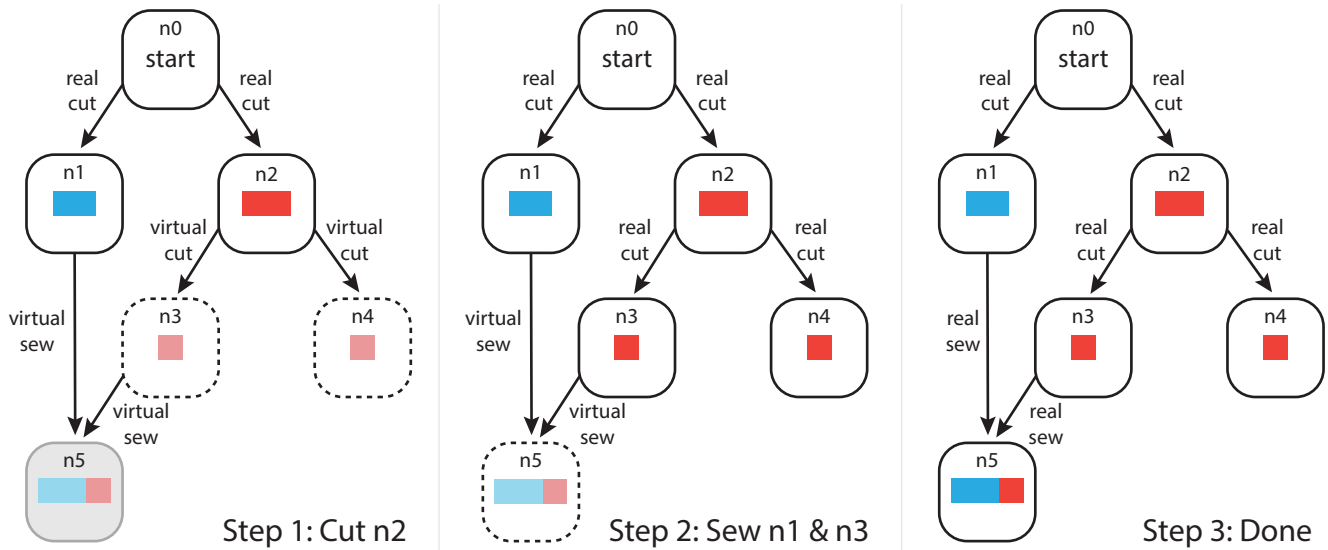 n0
start
real
cut
real
cut
n1
n2
virtual
cut
virtual
cut
virtual
sew
n3
n4
virtual
sew
n5
Step 1: Cut n2
n0
start
real
cut
real
cut
n1
n2
real
cut
real
cut
virtual
sew
n3
n4
virtual
sew
n5
Step 2: Sew n1 & n3
n0
start
real
cut
real
cut
n1
n2
real
cut
real
cut
real
sew
n3
n4
real
sew
n5
Step 3: Done